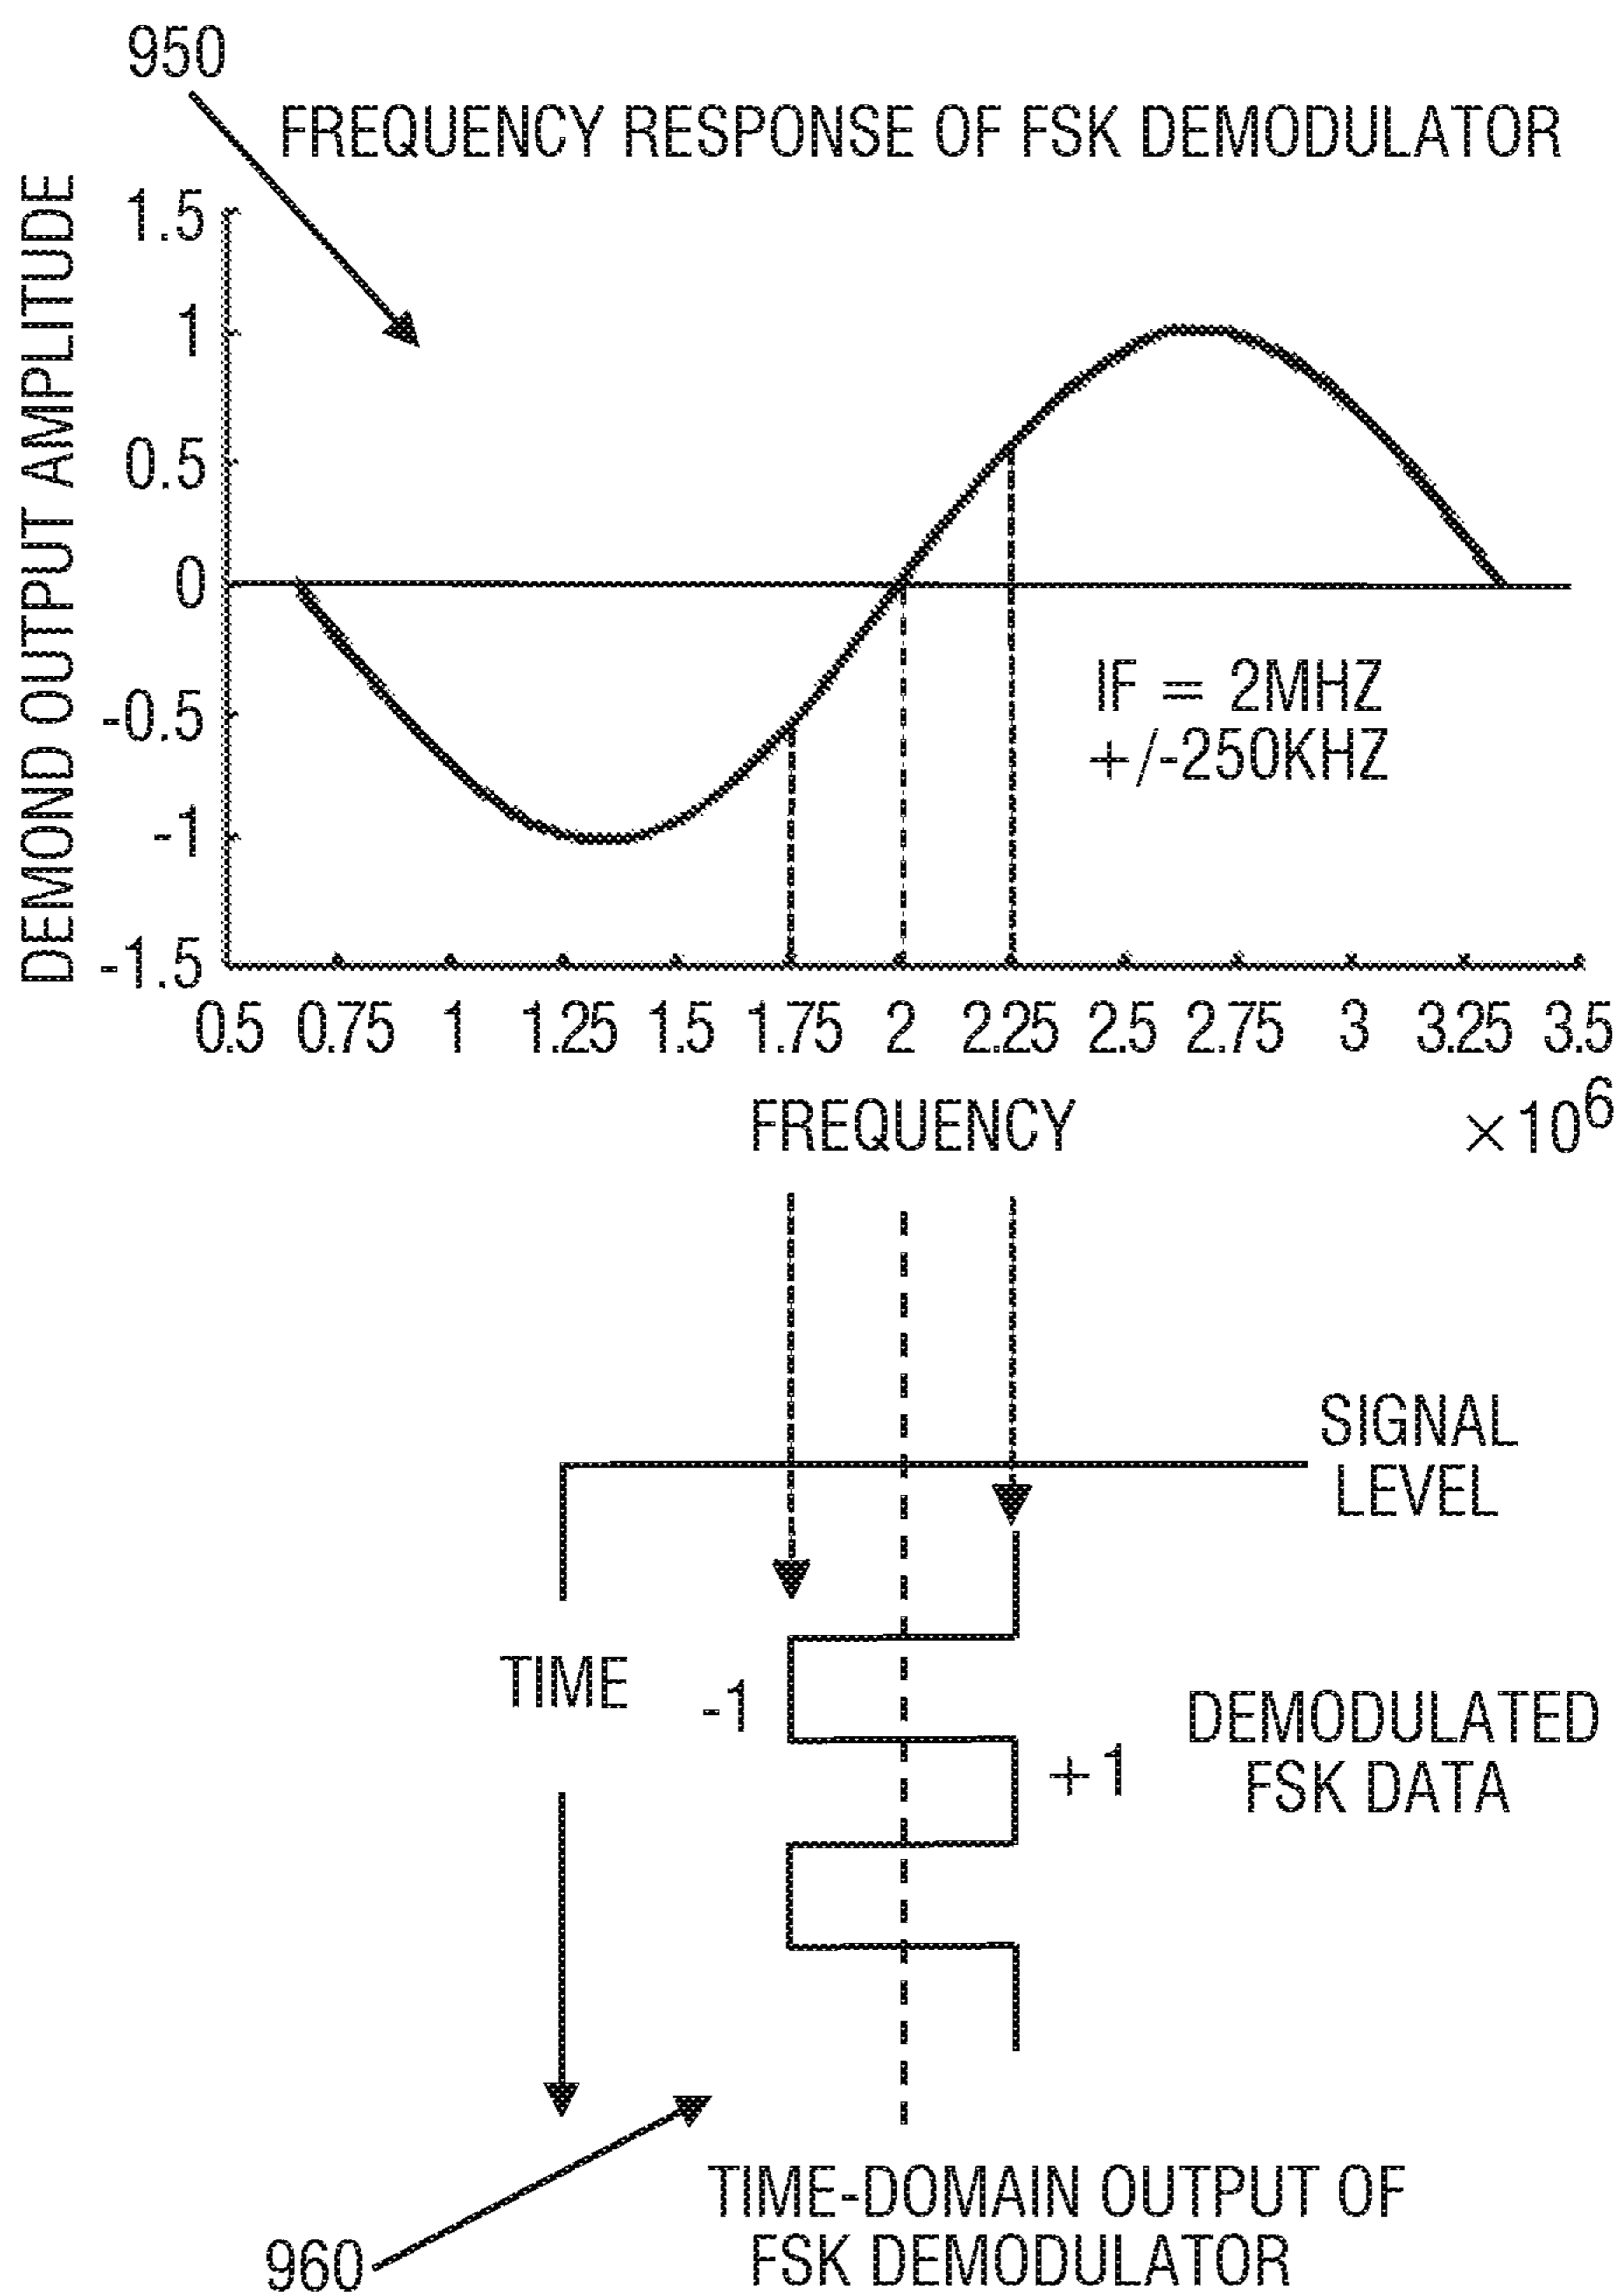 950
FREQUENCY RESPONSE OF FSK DEMODULATOR
DEMOND OUTPUT AMPLITUDE
1.5
1
0.5
0
-0.5
-1
-1.5
IF = 2MHZ
+/-250KHZ
0.5 0.75 1 1.25 1.5 1.75 2 2.25 2.5 2.75 3 3.25 3.5
FREQUENCY
×10⁶
SIGNAL
LEVEL
TIME
-1
+1
DEMODULATED
FSK DATA
TIME-DOMAIN OUTPUT OF
FSK DEMODULATOR
960